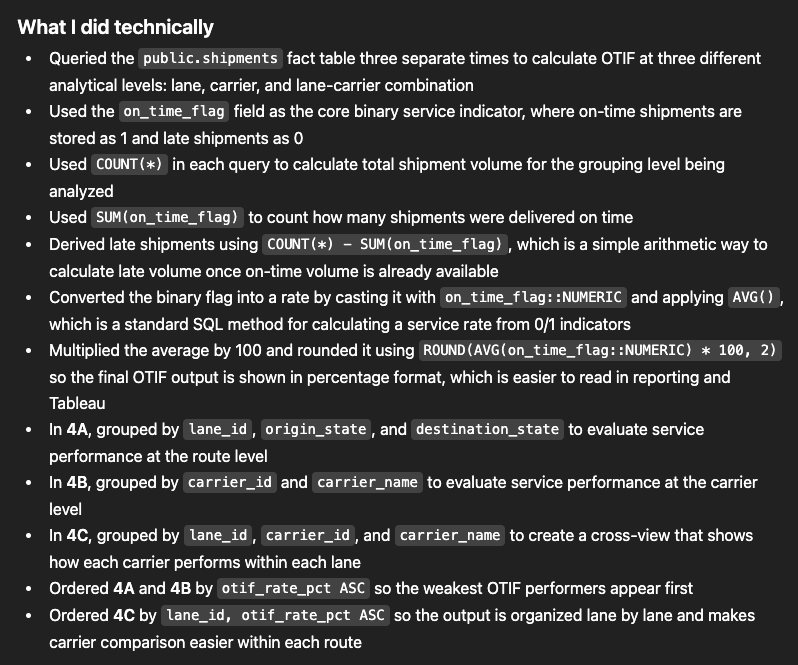 What I did technically
• Queried the public.shipments fact table three separate times to calculate OTIF at three different
analytical levels: lane, carrier, and lane-carrier combination
• Used the on_time_flag field as the core binary service indicator, where on-time shipments are
stored as 1 and late shipments as 0
• Used COUNT(*) in each query to calculate total shipment volume for the grouping level being
analyzed
• Used SUM(on_time_flag) to count how many shipments were delivered on time
• Derived late shipments using COUNT(*) - SUM(on_time_flag), which is a simple arithmetic way to
calculate late volume once on-time volume is already available
• Converted the binary flag into a rate by casting it with on_time_flag::NUMERIC and applying AVG(),
which is a standard SQL method for calculating a service rate from 0/1 indicators
• Multiplied the average by 100 and rounded it using ROUND(AVG(on_time_flag::NUMERIC) * 100, 2)
so the final OTIF output is shown in percentage format, which is easier to read in reporting and
Tableau
• In 4A, grouped by lane_id, origin_state, and destination_state to evaluate service
performance at the route level
• In 4B, grouped by carrier_id and carrier_name to evaluate service performance at the carrier
level
• In 4C, grouped by lane_id, carrier_id, and carrier_name to create a cross-view that shows
how each carrier performs within each lane
• Ordered 4A and 4B by otif_rate_pct ASC so the weakest OTIF performers appear first
• Ordered 4C by lane_id, otif_rate_pct ASC so the output is organized lane by lane and makes
carrier comparison easier within each route